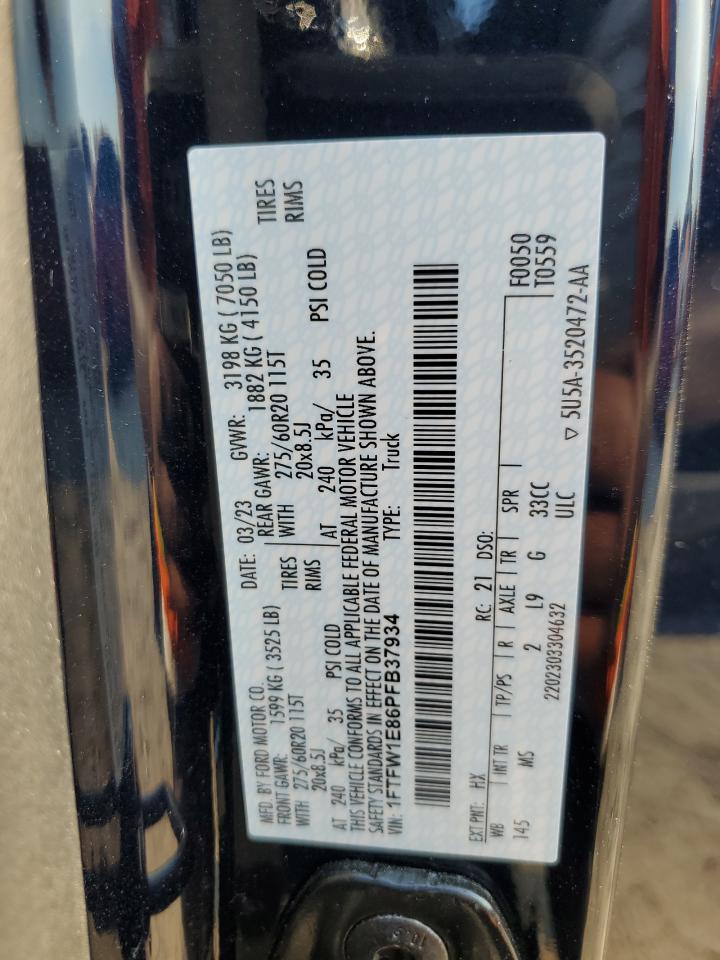 MFD. BY FORD MOTOR CO. DATE: 03/23 GVWR: 3198 KG ( 7050 LB)
FRONT GAWR: 1599 KG ( 3525 LB) REAR GAWR: 1882 KG ( 4150 LB)
WITH 275/60R20 115T TIRES WITH 275/60R20 115T TIRES
20x8.5J RIMS 20x8.5J RIMS
AT 240 kPa/ 35 PSI COLD AT 240 kPa/ 35 PSI COLD
THIS VEHICLE CONFORMS TO ALL APPLICABLE FEDERAL MOTOR VEHICLE
SAFETY STANDARDS IN EFFECT ON THE DATE OF MANUFACTURE SHOWN ABOVE.
VIN: 1FTFW1E86PFB37934 TYPE: Truck
EXT PNT: HX RC: 21 DSO:
WB INT TR TP/PS R AXLE TR SPR F0050
145 MS 2 L9 G 33CC T0559
ULC
2202303304632 ▽ 5U5A-3520472-AA
10.9